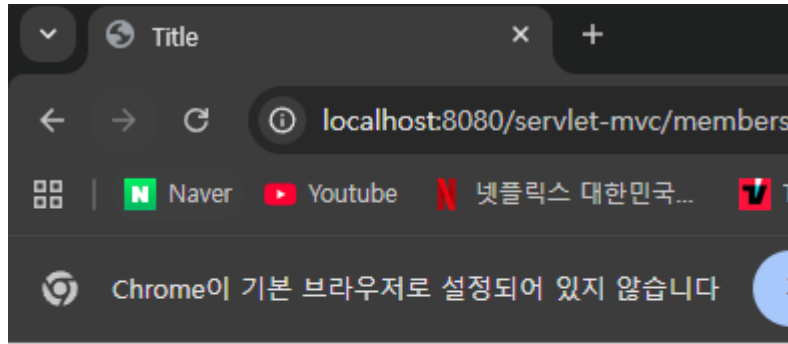 Title
localhost:8080/servlet-mvc/members
Naver Youtube 넷플릭스 대한민국...
Chrome이 기본 브라우저로 설정되어 있지 않습니다